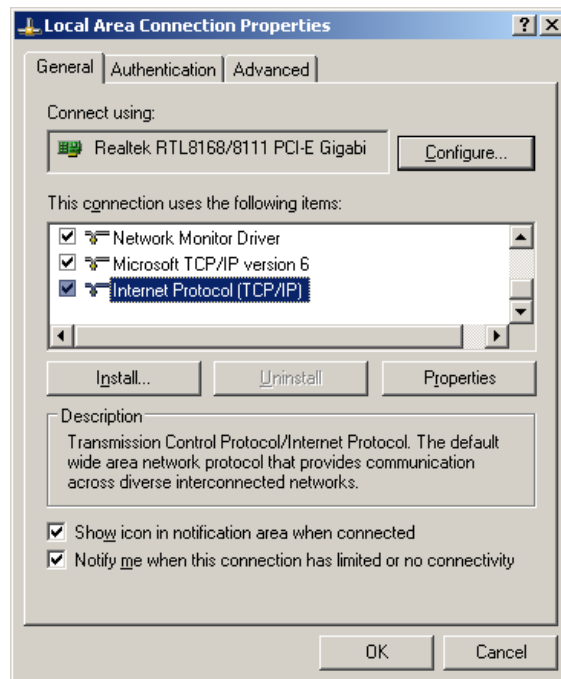 Local Area Connection Properties
General
Authentication
Advanced
Connect using:
Realtek RTL8168/8111 PCI-E Gigabi
Configure...
This connection uses the following items:
Network Monitor Driver
Microsoft TCP/IP version 6
Internet Protocol (TCP/IP)
Install...
Uninstall
Properties
Description
Transmission Control Protocol/Internet Protocol. The default
wide area network protocol that provides communication
across diverse interconnected networks.
Show icon in notification area when connected
Notify me when this connection has limited or no connectivity
OK
Cancel